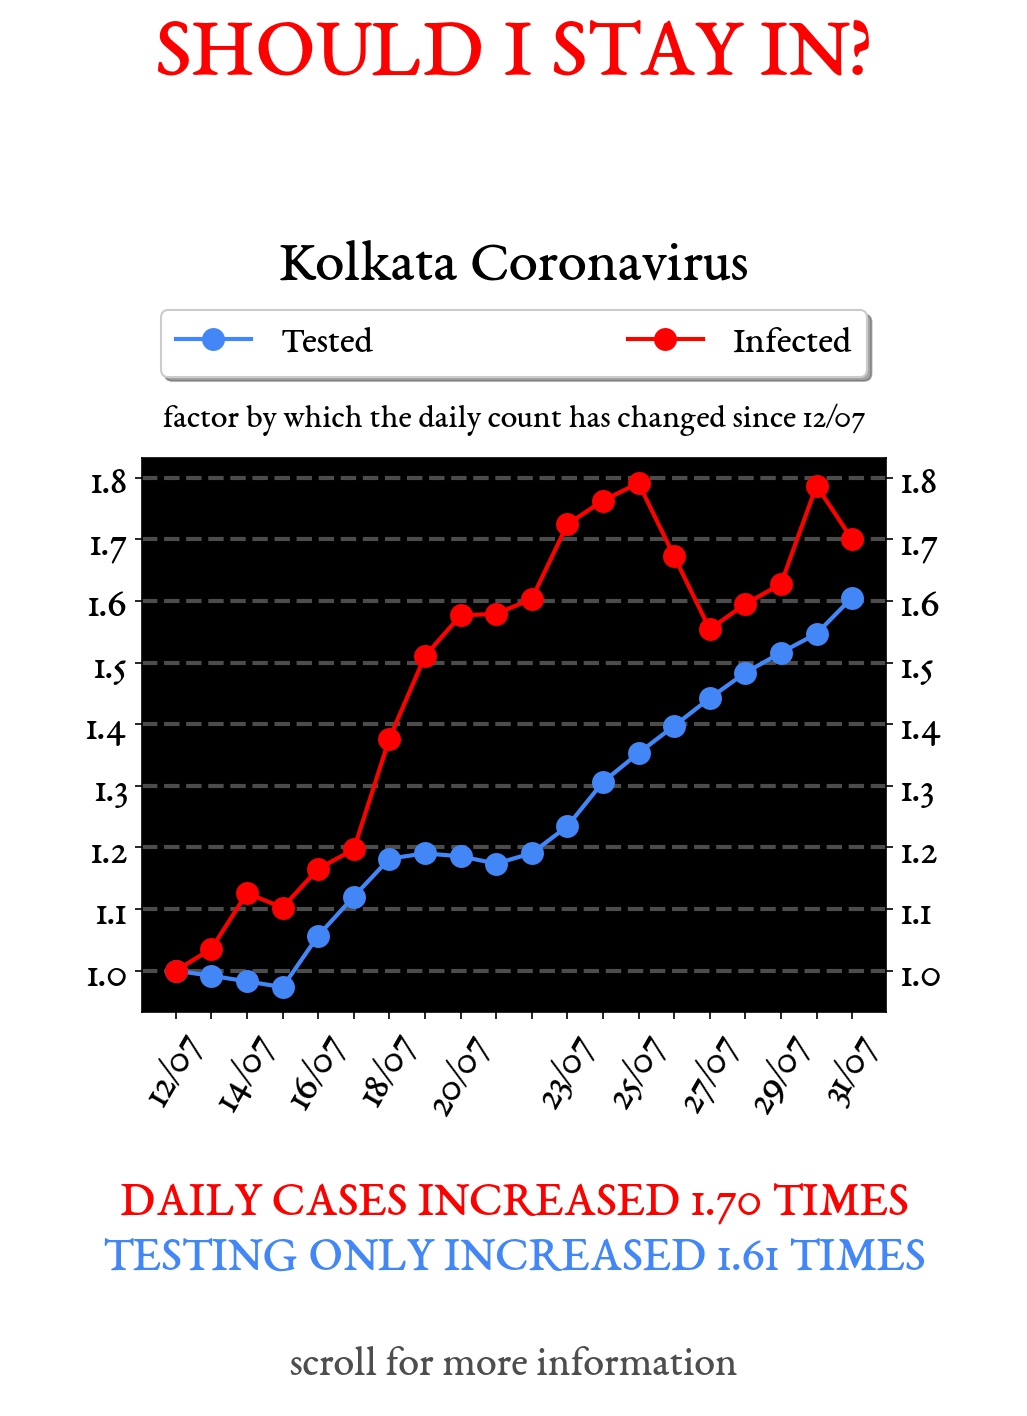 SHOULD I STAY IN?
Kolkata Coronavirus
Tested Infected
factor by which the daily count has changed since 12/07
1.8 1.8
1.7 1.7
1.6 1.6
1.5 1.5
1.4 1.4
1.3 1.3
1.2 1.2
1.1 1.1
1.0 1.0
12/07 14/07 16/07 18/07 20/07 23/07 25/07 27/07 29/07 31/07
DAILY CASES INCREASED 1.70 TIMES
TESTING ONLY INCREASED 1.61 TIMES
scroll for more information